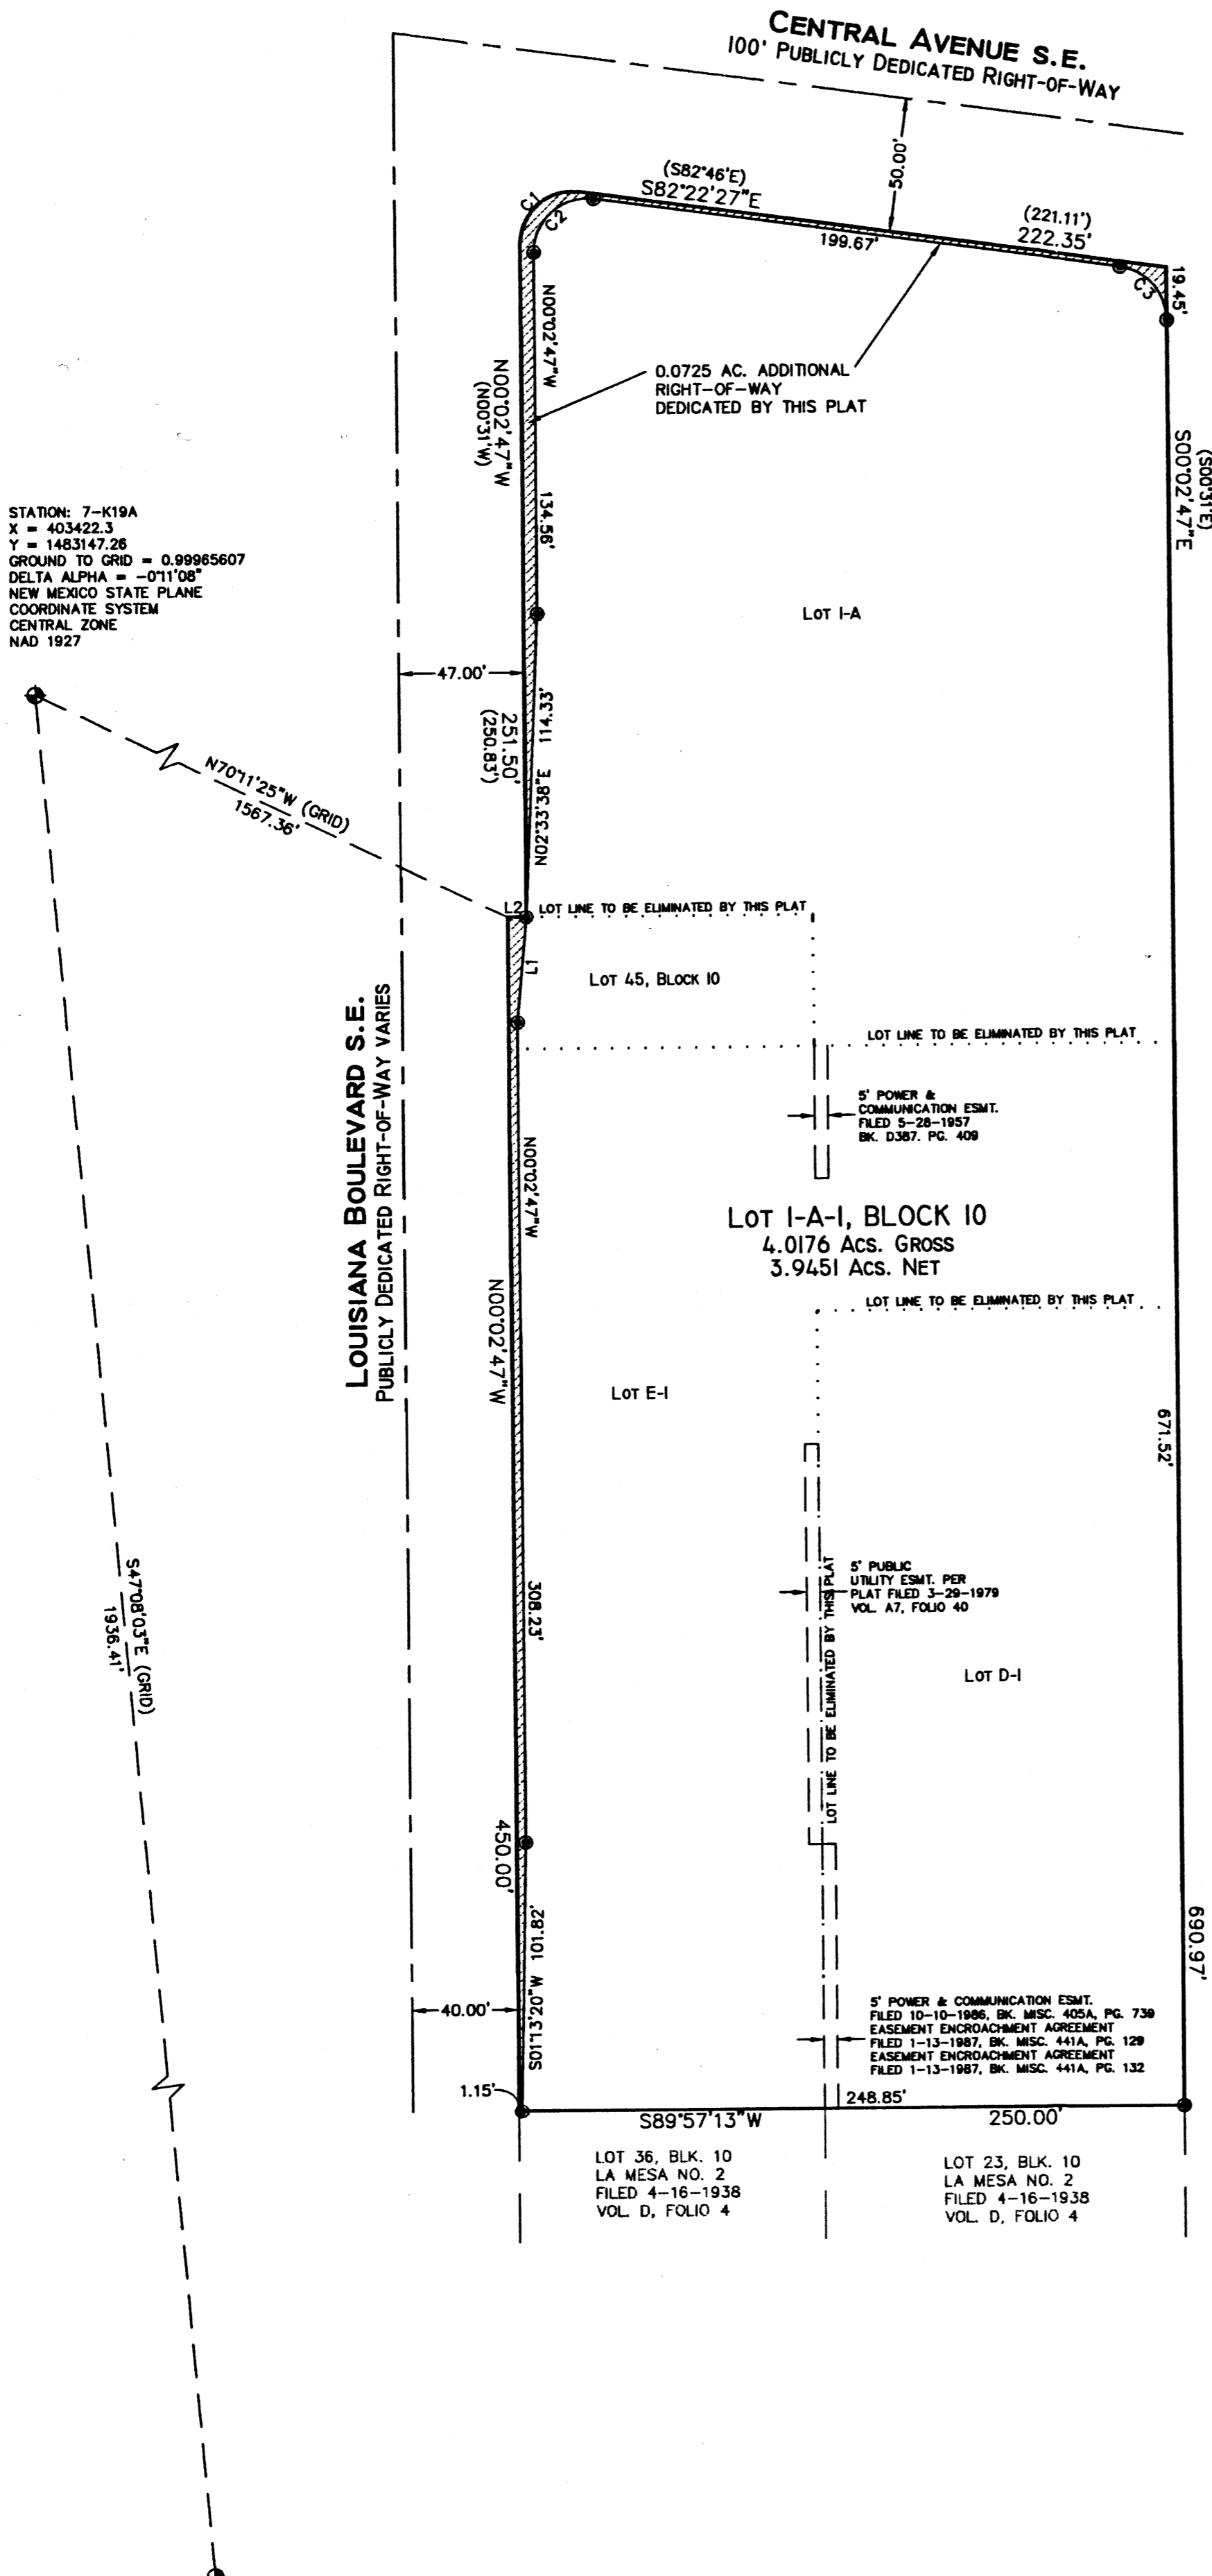 CENTRAL AVENUE S.E.
100' PUBLICLY DEDICATED RIGHT-OF-WAY
50.00'
(S82°46'E)
S82°22'27"E
(221.11')
222.35'
199.67'
C1
C2
C3
19.45'
N00°02'47"W
N00°02'47"W
(N00°31'W)
134.56'
0.0725 AC. ADDITIONAL
RIGHT-OF-WAY
DEDICATED BY THIS PLAT
(S00°31'E)
S00°02'47"E
STATION: 7-K19A
X = 403422.3
Y = 1483147.26
GROUND TO GRID = 0.99965607
DELTA ALPHA = -0°11'08"
NEW MEXICO STATE PLANE
COORDINATE SYSTEM
CENTRAL ZONE
NAD 1927
LOT 1-A
47.00'
251.50'
(250.83')
114.33'
N02°33'38"E
N70°11'25"W (GRID)
1567.36'
L2
LOT LINE TO BE ELIMINATED BY THIS PLAT
L1
LOT 45, BLOCK 10
LOT LINE TO BE ELIMINATED BY THIS PLAT
LOUISIANA BOULEVARD S.E.
PUBLICLY DEDICATED RIGHT-OF-WAY VARIES
5' POWER &
COMMUNICATION ESMT.
FILED 5-28-1957
BK. D387. PG. 409
N00°02'47"W
LOT 1-A-1, BLOCK 10
4.0176 ACS. GROSS
3.9451 ACS. NET
LOT LINE TO BE ELIMINATED BY THIS PLAT
N00°02'47"W
LOT E-1
671.52'
5' PUBLIC
UTILITY ESMT. PER
PLAT FILED 3-29-1979
VOL. A7, FOLIO 40
LOT LINE TO BE ELIMINATED BY THIS PLAT
308.23'
S47°08'03"E (GRID)
1936.41'
LOT D-1
450.00'
690.97'
S01°13'20"W 101.82'
40.00'
5' POWER & COMMUNICATION ESMT.
FILED 10-10-1986, BK. MISC. 405A, PG. 739
EASEMENT ENCROACHMENT AGREEMENT
FILED 1-13-1987, BK. MISC. 441A, PG. 129
EASEMENT ENCROACHMENT AGREEMENT
FILED 1-13-1987, BK. MISC. 441A, PG. 132
1.15'
248.85'
S89°57'13"W
250.00'
LOT 36, BLK. 10
LA MESA NO. 2
FILED 4-16-1938
VOL. D, FOLIO 4
LOT 23, BLK. 10
LA MESA NO. 2
FILED 4-16-1938
VOL. D, FOLIO 4